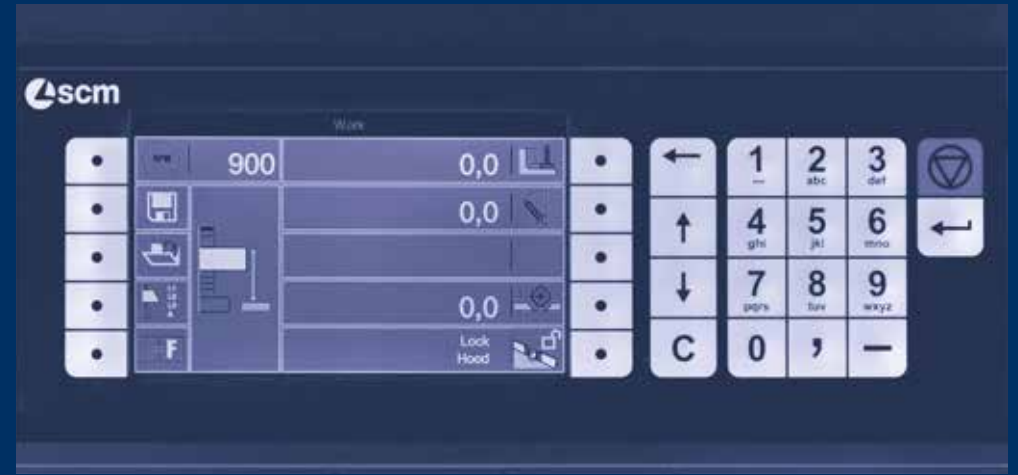 scm
Work
900 0,0
0,0
0,0
Lock
Hood
F
1 2 3
abc def
4 5 6
ghi jkl mno
7 8 9
pqrs tuv wxyz
C 0 , –